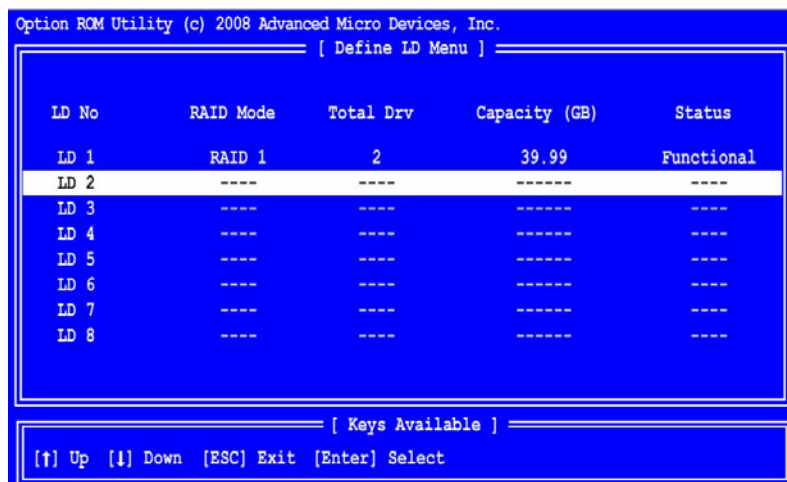 Option ROM Utility (c) 2008 Advanced Micro Devices, Inc.
[ Define LD Menu ]
LD No RAID Mode Total Drv Capacity (GB) Status
LD 1 RAID 1 2 39.99 Functional
LD 2 ---- ---- ------ ----
LD 3 ---- ---- ------ ----
LD 4 ---- ---- ------ ----
LD 5 ---- ---- ------ ----
LD 6 ---- ---- ------ ----
LD 7 ---- ---- ------ ----
LD 8 ---- ---- ------ ----
[ Keys Available ]
[↑] Up [↓] Down [ESC] Exit [Enter] Select